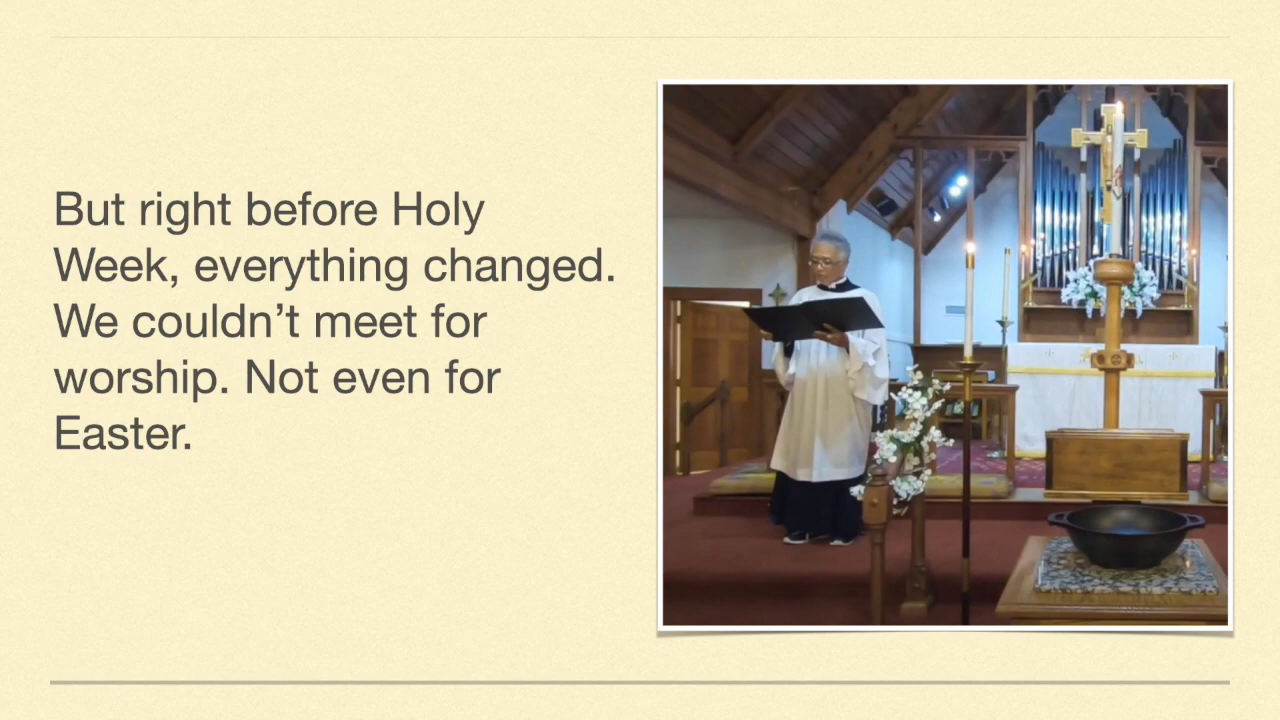 But right before Holy
Week, everything changed.
We couldn’t meet for
worship. Not even for
Easter.